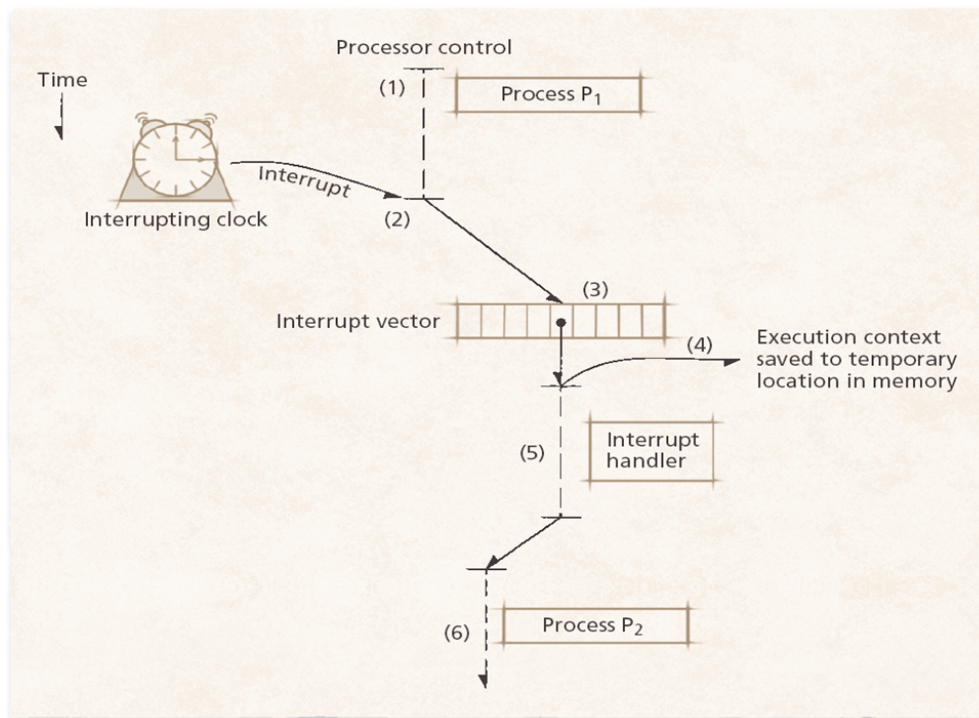 Processor control
Time
(1)
Process P1
Interrupt
Interrupting clock
(2)
(3)
Interrupt vector
(4)
Execution context
saved to temporary
location in memory
(5)
Interrupt
handler
(6)
Process P2